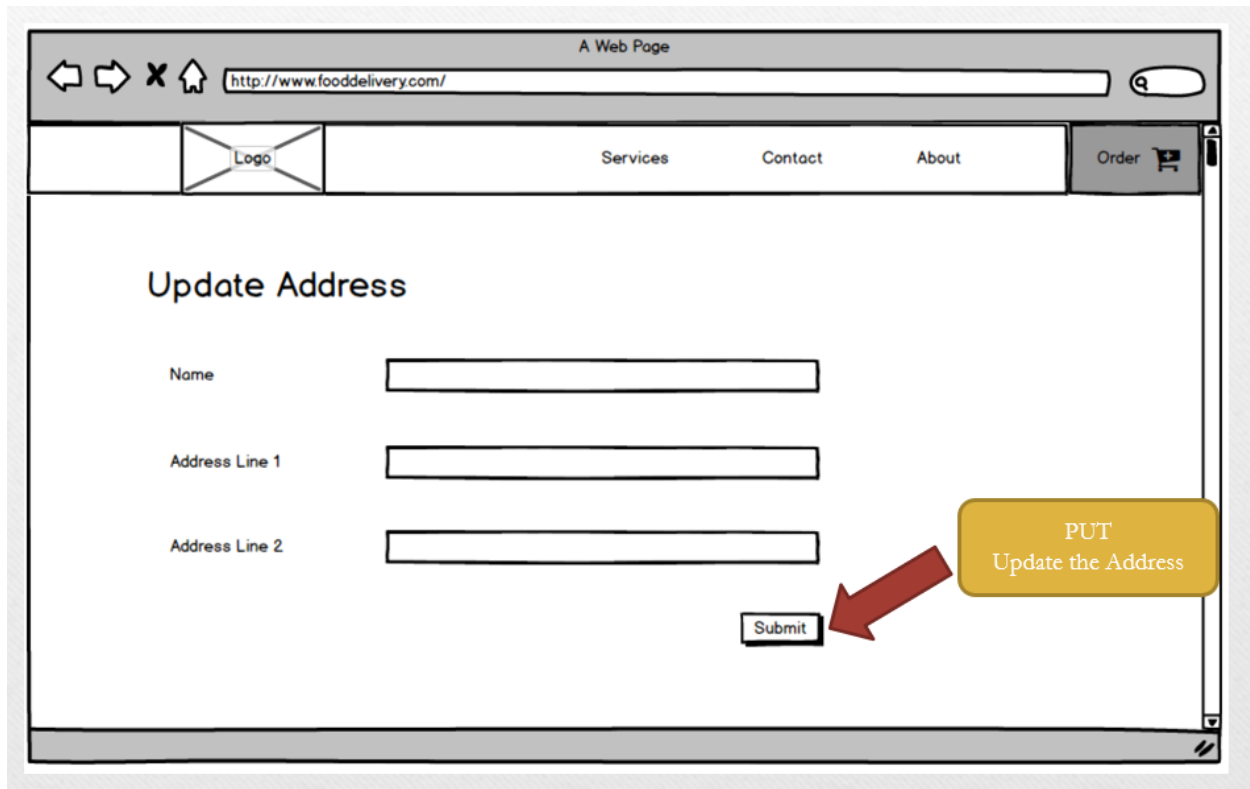 A Web Page
http://www.fooddelivery.com/
Logo
Services
Contact
About
Order
Update Address
Name
Address Line 1
Address Line 2
PUT
Update the Address
Submit